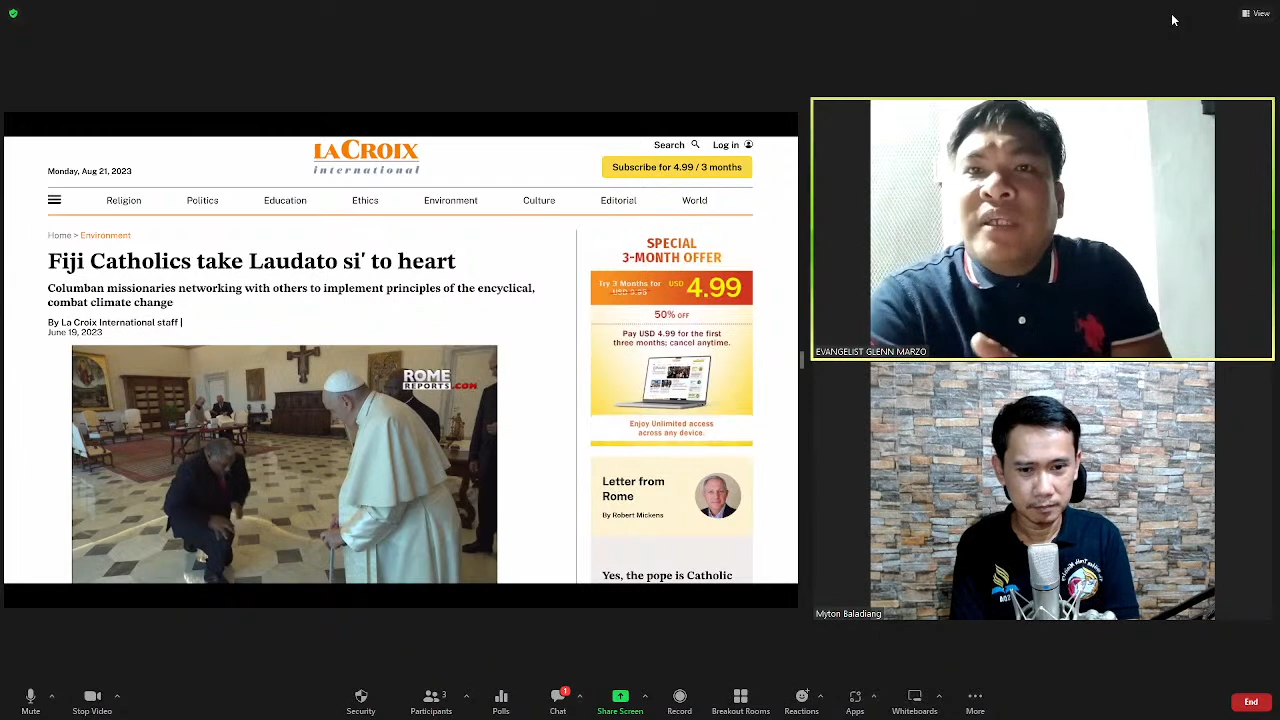 View
LaCroix
international
Search
Log in
Monday, Aug 21, 2023
Subscribe for 4.99 / 3 months
Religion
Politics
Education
Ethics
Environment
Culture
Editorial
World
Home > Environment
Fiji Catholics take Laudato si' to heart
Columban missionaries networking with others to implement principles of the encyclical,
combat climate change
By La Croix International staff |
June 19, 2023
ROME
REPORTS.COM
SPECIAL
3-MONTH OFFER
Try 3 Months for
USD 9.99
USD 4.99
50% OFF
Pay USD 4.99 for the first
three months; cancel anytime.
Enjoy Unlimited access
across any device.
Letter from
Rome
By Robert Mickens
Yes, the pope is Catholic
EVANGELIST GLENN MARZO
SDA
Myton Baladiang
Mute
Stop Video
Security
3
Participants
Polls
1
Chat
Share Screen
Record
Breakout Rooms
Reactions
Apps
Whiteboards
More
End